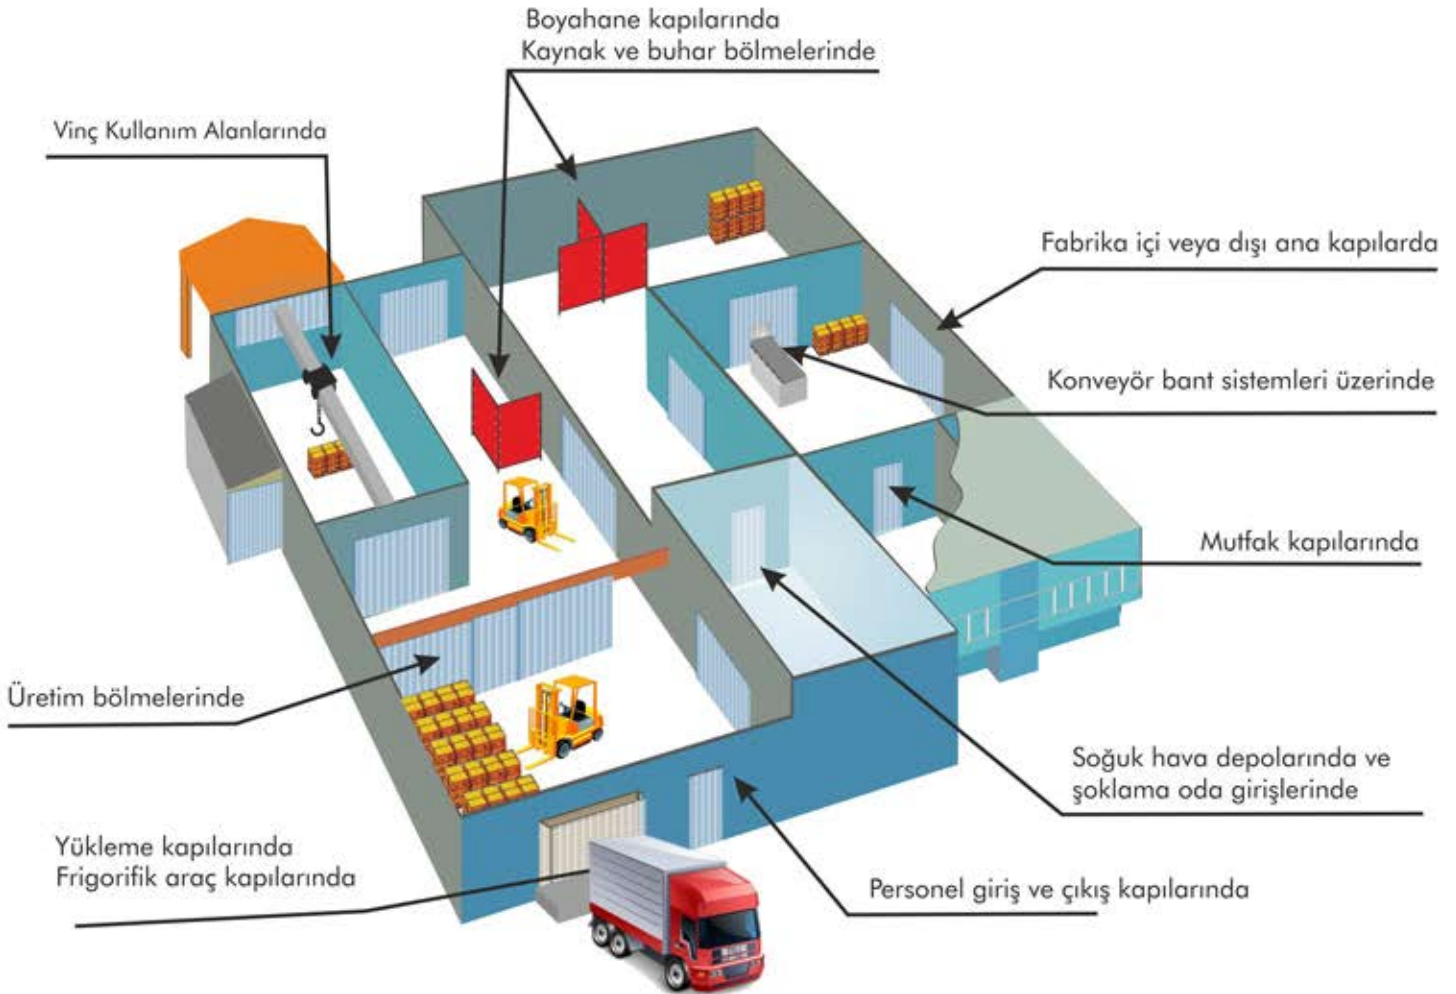 Boyahane kapılarında
Kaynak ve buhar bölmelerinde
Vinç Kullanım Alanlarında
Fabrika içi veya dışı ana kapılarda
Konveyör bant sistemleri üzerinde
Mutfak kapılarında
Üretim bölmelerinde
Soğuk hava depolarında ve
şoklama oda girişlerinde
Yükleme kapılarında
Frigorifik araç kapılarında
Personel giriş ve çıkış kapılarında